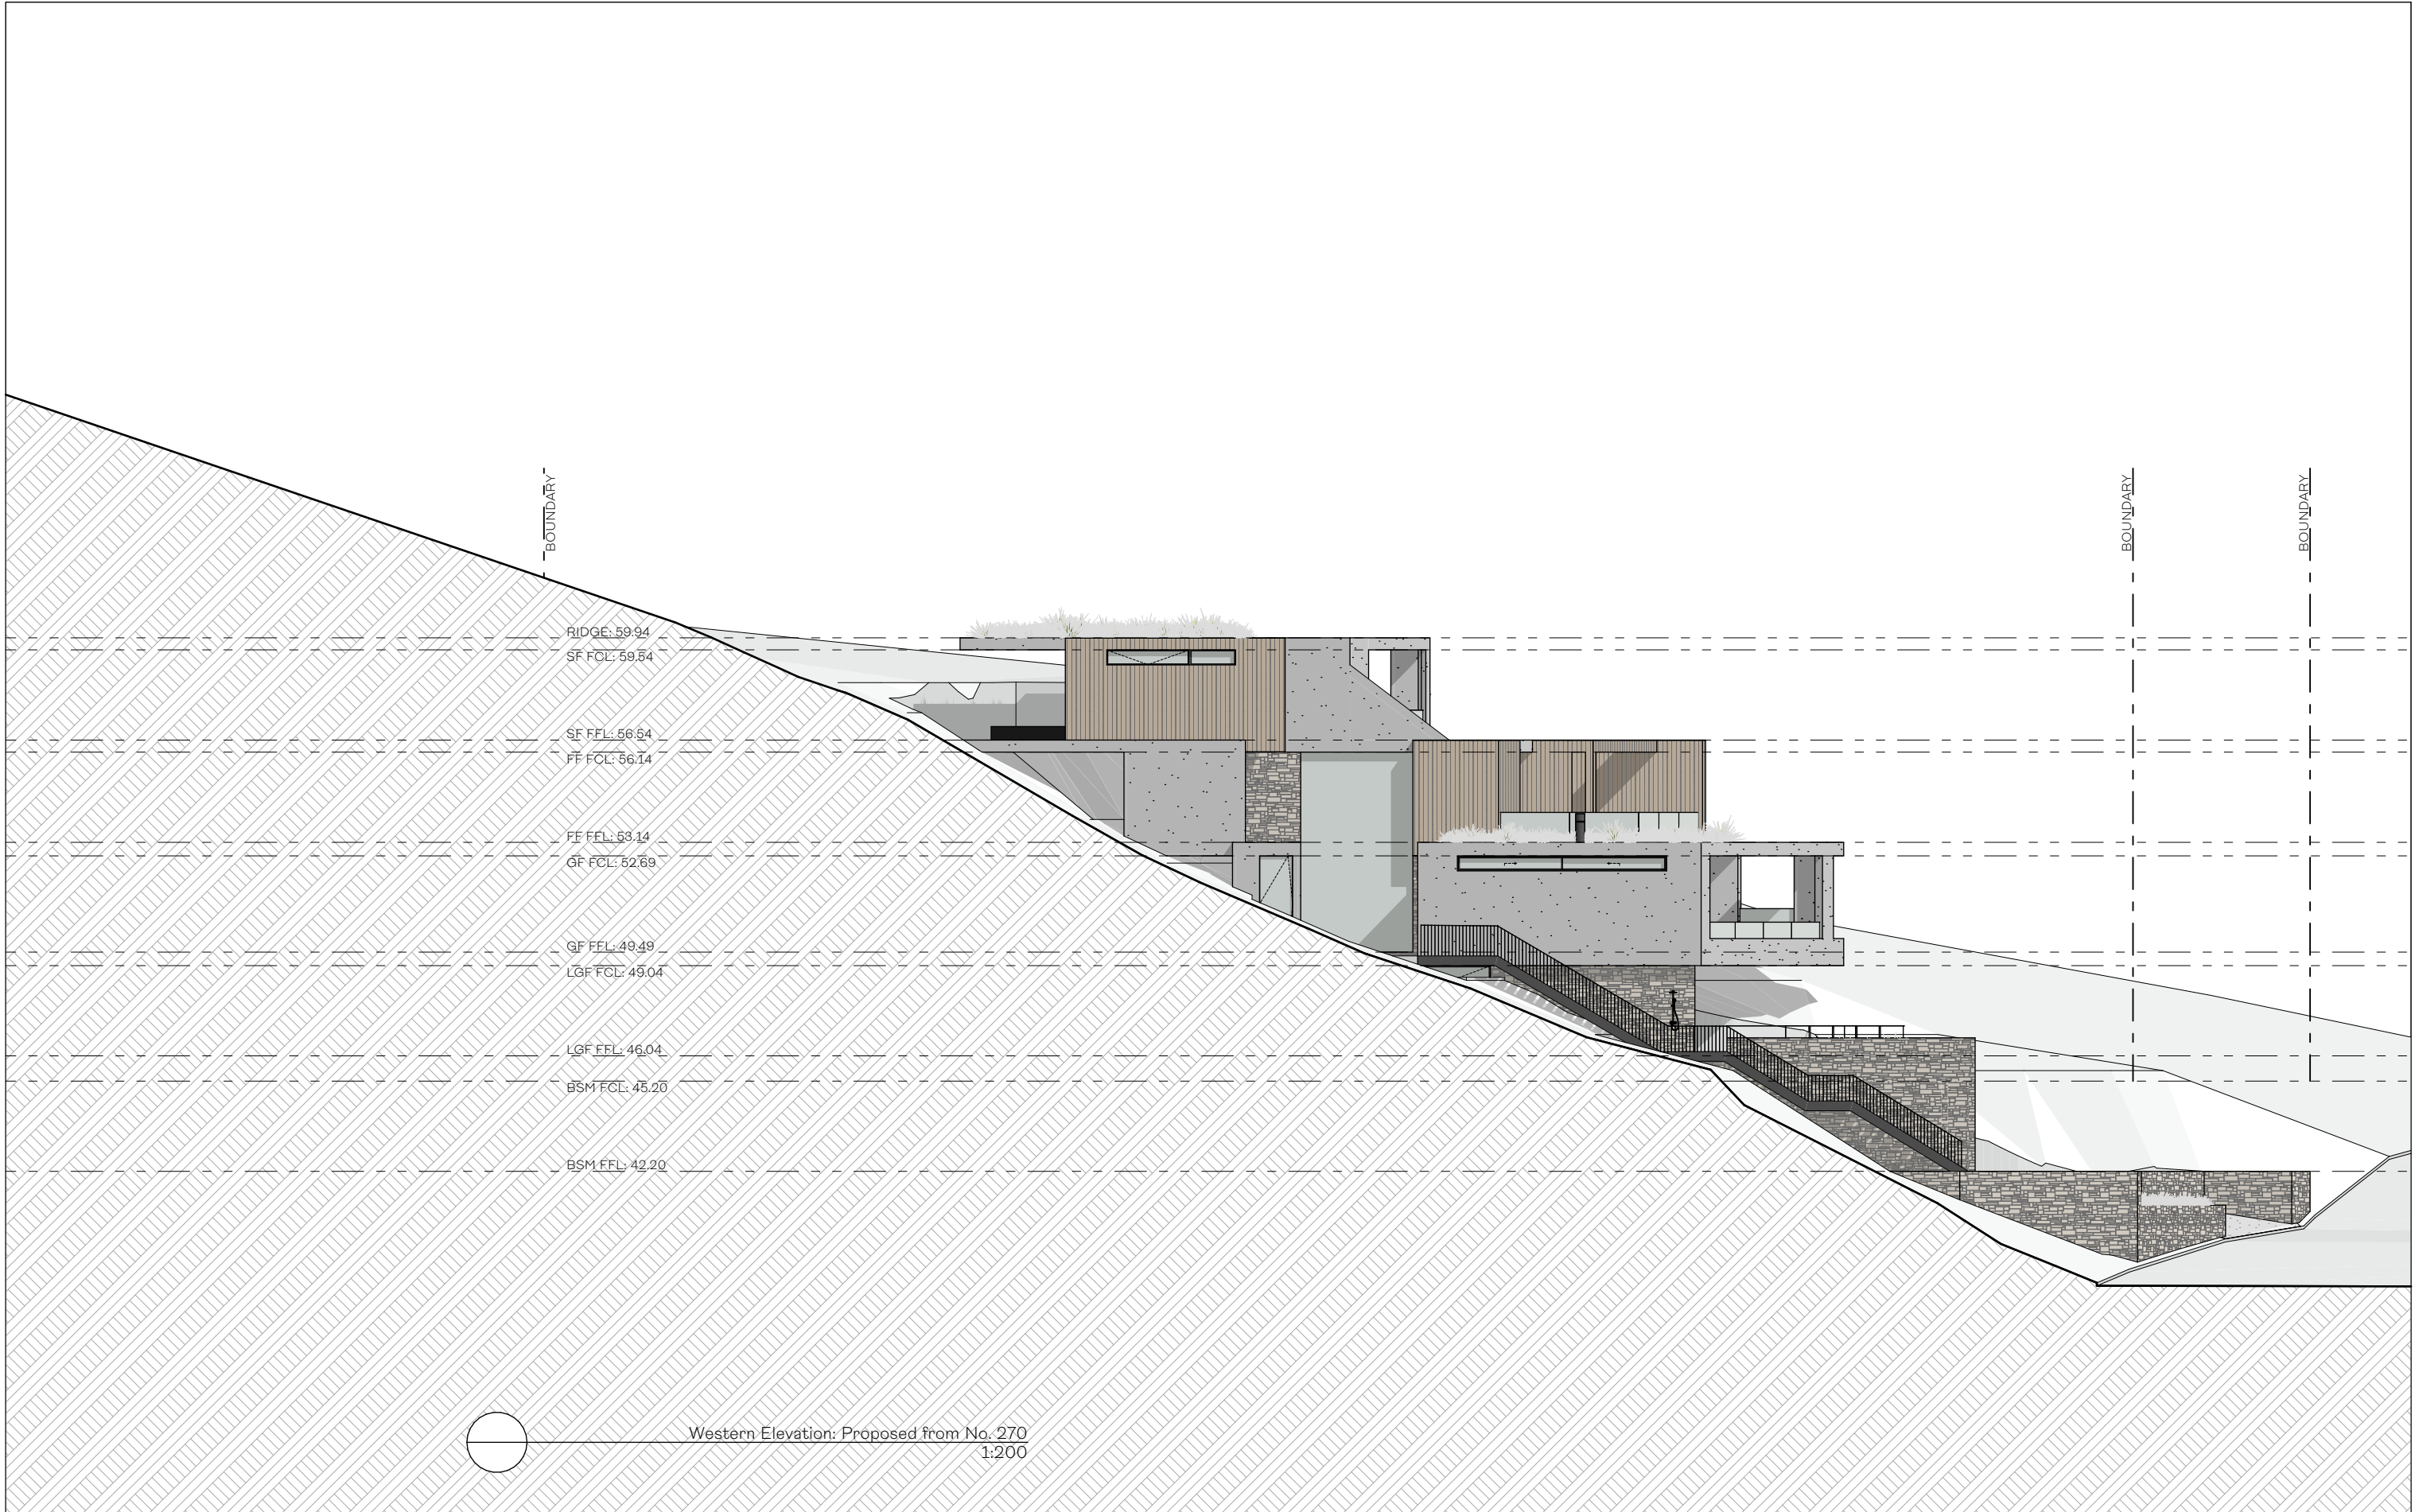 BOUNDARY
BOUNDARY
BOUNDARY
RIDGE: 59.94
SF FCL: 59.54
SF FFL: 56.54
FF FCL: 56.14
FF FFL: 53.14
GF FCL: 52.69
GF FFL: 49.49
LGF FCL: 49.04
LGF FFL: 46.04
BSM FCL: 45.20
BSM FFL: 42.20
Western Elevation: Proposed from No. 270
1:200